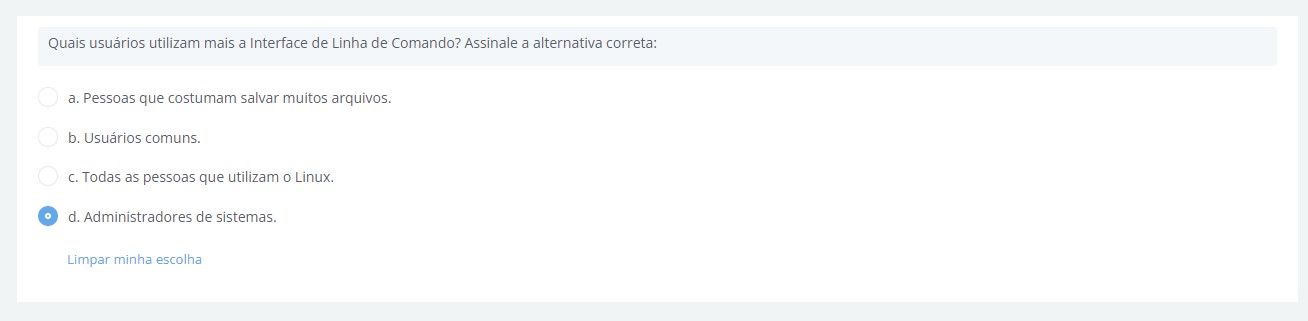 Quais usuários utilizam mais a Interface de Linha de Comando? Assinale a alternativa correta:
a. Pessoas que costumam salvar muitos arquivos.
b. Usuários comuns.
c. Todas as pessoas que utilizam o Linux.
d. Administradores de sistemas.
Limpar minha escolha